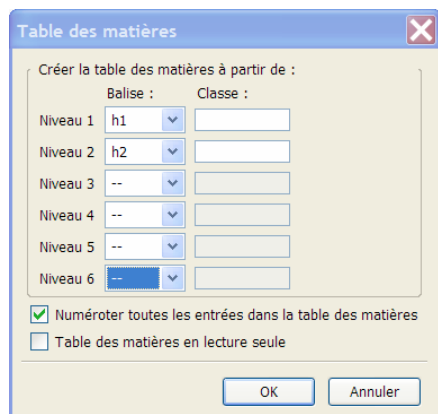 Table des matières
Créer la table des matières à partir de :
Balise : Classe :
Niveau 1 h1
Niveau 2 h2
Niveau 3 --
Niveau 4 --
Niveau 5 --
Niveau 6 --
Numéroter toutes les entrées dans la table des matières
Table des matières en lecture seule
OK Annuler